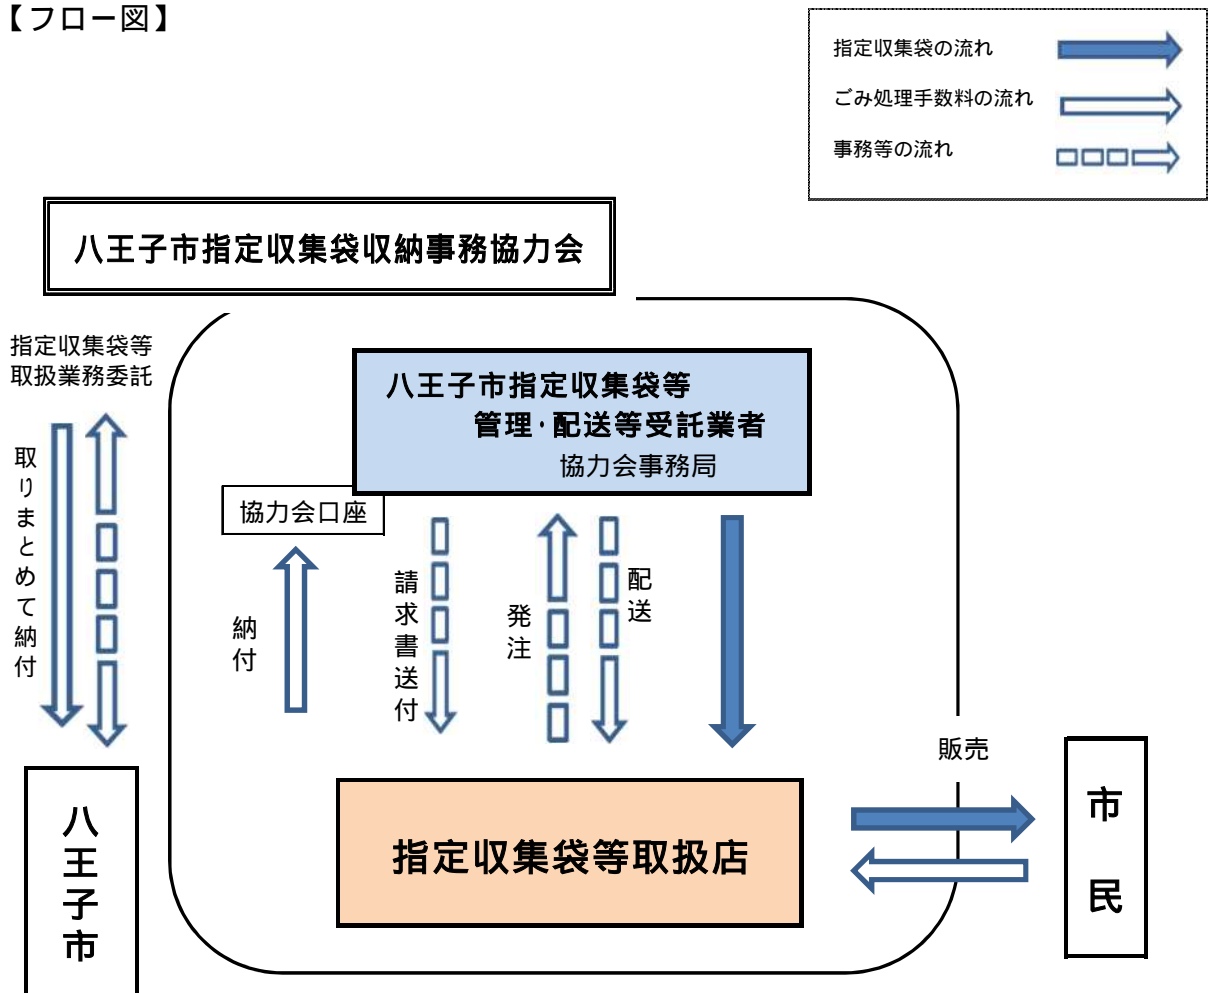 【フロー図】
指定収集袋の流れ
ごみ処理手数料の流れ
事務等の流れ
八王子市指定収集袋収納事務協力会
指定収集袋等
取扱業務委託
八王子市指定収集袋等
管理・配送等受託業者
協力会事務局
協力会口座
取りまとめて納付
納付
請求書送付
発注
配送
販売
指定収集袋等取扱店
市民
八王子市